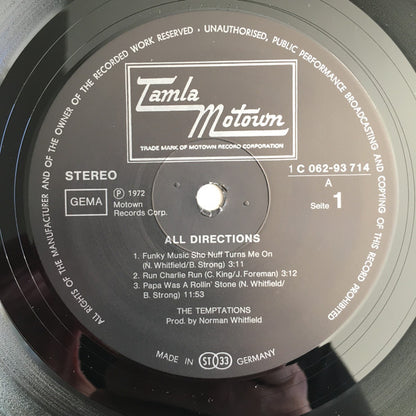 ALL RIGHTS OF THE MANUFACTURER AND OF THE OWNER OF THE RECORDED WORK RESERVED · UNAUTHORISED, PUBLIC PERFORMANCE BROADCASTING AND COPYING OF THIS RECORD PROHIBITED
Tamla
Motown
TRADE MARK OF MOTOWN RECORD CORPORATION
STEREO
GEMA
℗ 1972
Motown
Records Corp.
1 C 062-93 714
A
Seite 1
ALL DIRECTIONS
1. Funky Music Sho Nuff Turns Me On
(N. Whitfield/B. Strong) 3:11
2. Run Charlie Run (C. King/J. Foreman) 3:12
3. Papa Was A Rollin' Stone (N. Whitfield/
B. Strong) 11:53
THE TEMPTATIONS
Prod. by Norman Whitfield
MADE IN ST 33 GERMANY